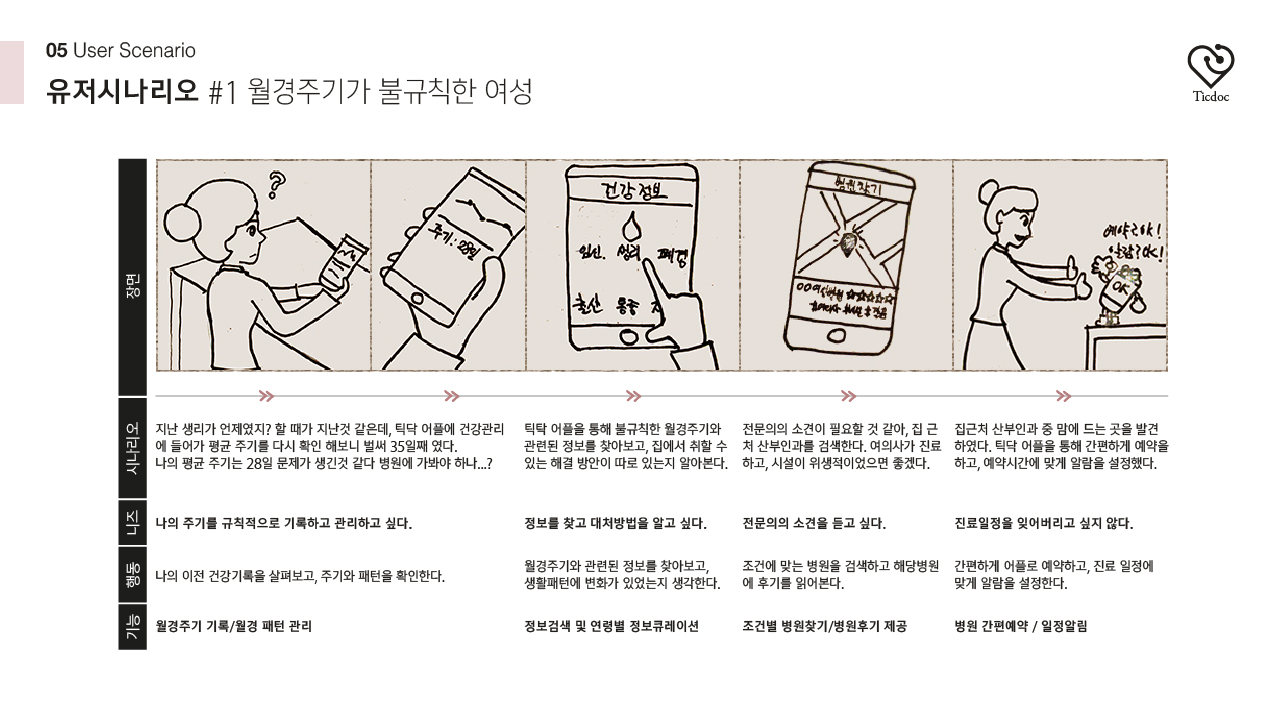 05 User Scenario
유저시나리오 #1 월경주기가 불규칙한 여성
Ticdoc
장면
?
주기: 28일
건강정보
임신. 생리 폐경
출산 몽중
병원찾기
☆☆☆☆☆
예약? OK!
알람? OK!
OK
시나리오
지난 생리가 언제였지? 할 때가 지난것 같은데, 틱닥 어플에 건강관리
에 들어가 평균 주기를 다시 확인 해보니 벌써 35일째 였다.
나의 평균 주기는 28일 문제가 생긴것 같다 병원에 가봐야 하나...?
틱탁 어플을 통해 불규칙한 월경주기와
관련된 정보를 찾아보고, 집에서 취할 수
있는 해결 방안이 따로 있는지 알아본다.
전문의의 소견이 필요할 것 같아, 집 근
처 산부인과를 검색한다. 여의사가 진료
하고, 시설이 위생적이었으면 좋겠다.
집근처 산부인과 중 맘에 드는 곳을 발견
하였다. 틱닥 어플을 통해 간편하게 예약을
하고, 예약시간에 맞게 알람을 설정했다.
니즈
나의 주기를 규칙적으로 기록하고 관리하고 싶다.
정보를 찾고 대처방법을 알고 싶다.
전문의의 소견을 듣고 싶다.
진료일정을 잊어버리고 싶지 않다.
행동
나의 이전 건강기록을 살펴보고, 주기와 패턴을 확인한다.
월경주기와 관련된 정보를 찾아보고,
생활패턴에 변화가 있었는지 생각한다.
조건에 맞는 병원을 검색하고 해당병원
에 후기를 읽어본다.
간편하게 어플로 예약하고, 진료 일정에
맞게 알람을 설정한다.
기능
월경주기 기록/월경 패턴 관리
정보검색 및 연령별 정보큐레이션
조건별 병원찾기/병원후기 제공
병원 간편예약 / 일정알림